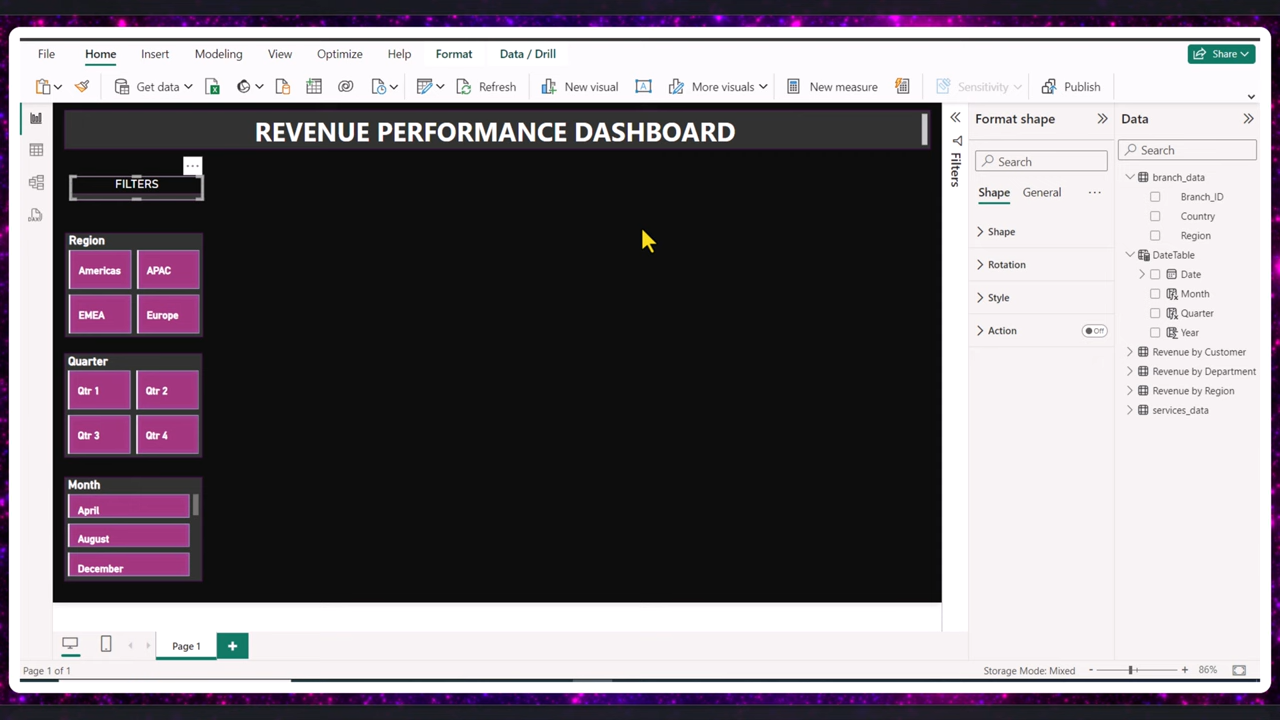 File Home Insert Modeling View Optimize Help Format Data / Drill Share
Get data Refresh New visual More visuals New measure Sensitivity Publish
REVENUE PERFORMANCE DASHBOARD
FILTERS
Region
Americas APAC
EMEA Europe
Quarter
Qtr 1 Qtr 2
Qtr 3 Qtr 4
Month
April
August
December
Filters
Format shape
Search
Shape General
Shape
Rotation
Style
Action Off
Data
Search
branch_data
Branch_ID
Country
Region
DateTable
Date
Month
Quarter
Year
Revenue by Customer
Revenue by Department
Revenue by Region
services_data
Page 1
Page 1 of 1
Storage Mode: Mixed
- + 86%